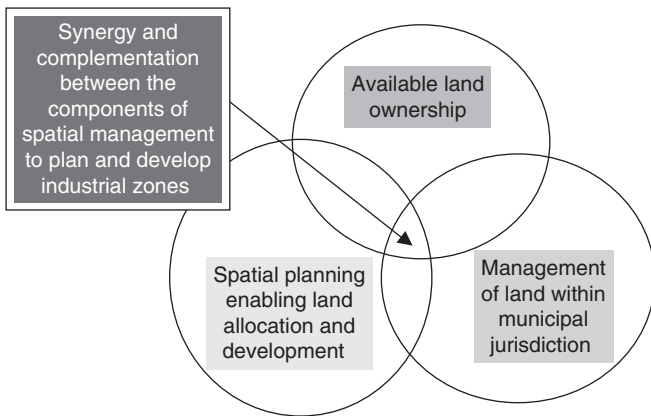 Synergy and
complementation
between the
components of
spatial management
to plan and develop
industrial zones
Available land
ownership
Spatial planning
enabling land
allocation and
development
Management
of land within
municipal
jurisdiction